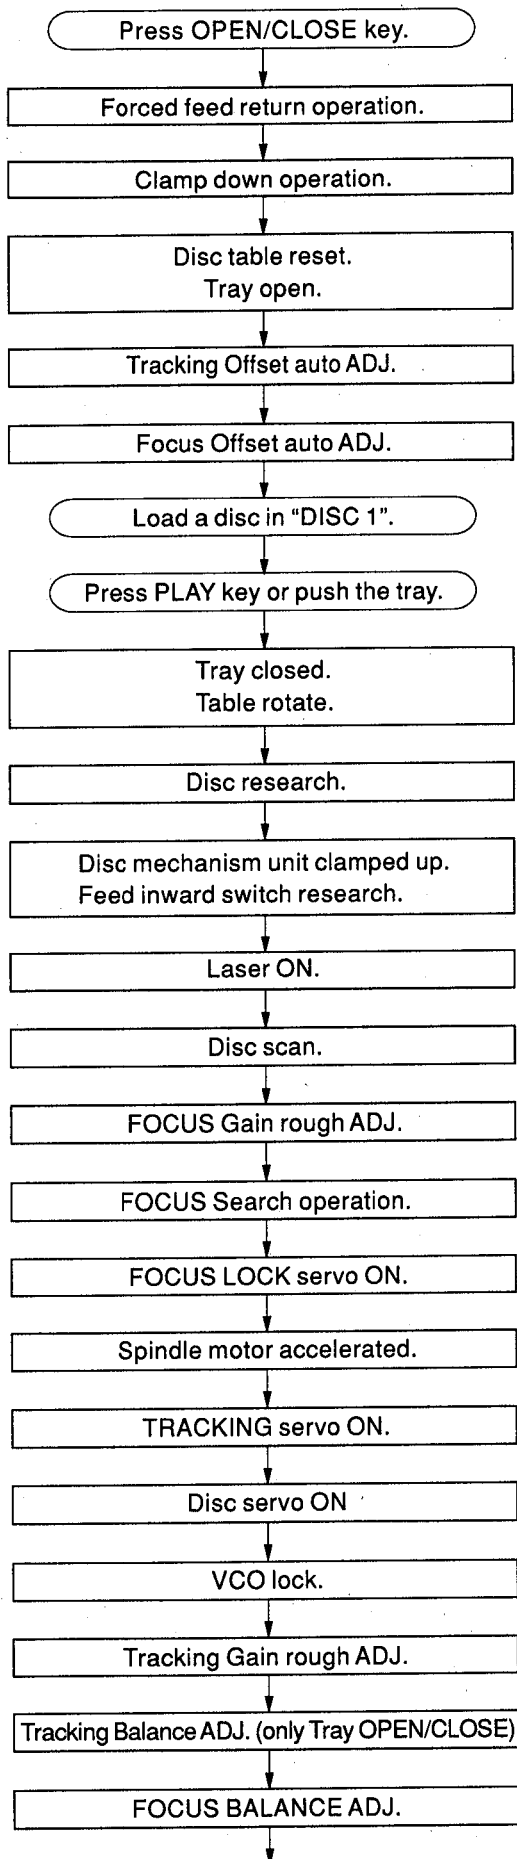 Press OPEN/CLOSE key.
Forced feed return operation.
Clamp down operation.
Disc table reset.
Tray open.
Tracking Offset auto ADJ.
Focus Offset auto ADJ.
Load a disc in “DISC 1”.
Press PLAY key or push the tray.
Tray closed.
Table rotate.
Disc research.
Disc mechanism unit clamped up.
Feed inward switch research.
Laser ON.
Disc scan.
FOCUS Gain rough ADJ.
FOCUS Search operation.
FOCUS LOCK servo ON.
Spindle motor accelerated.
TRACKING servo ON.
Disc servo ON
VCO lock.
Tracking Gain rough ADJ.
Tracking Balance ADJ. (only Tray OPEN/CLOSE)
FOCUS BALANCE ADJ.